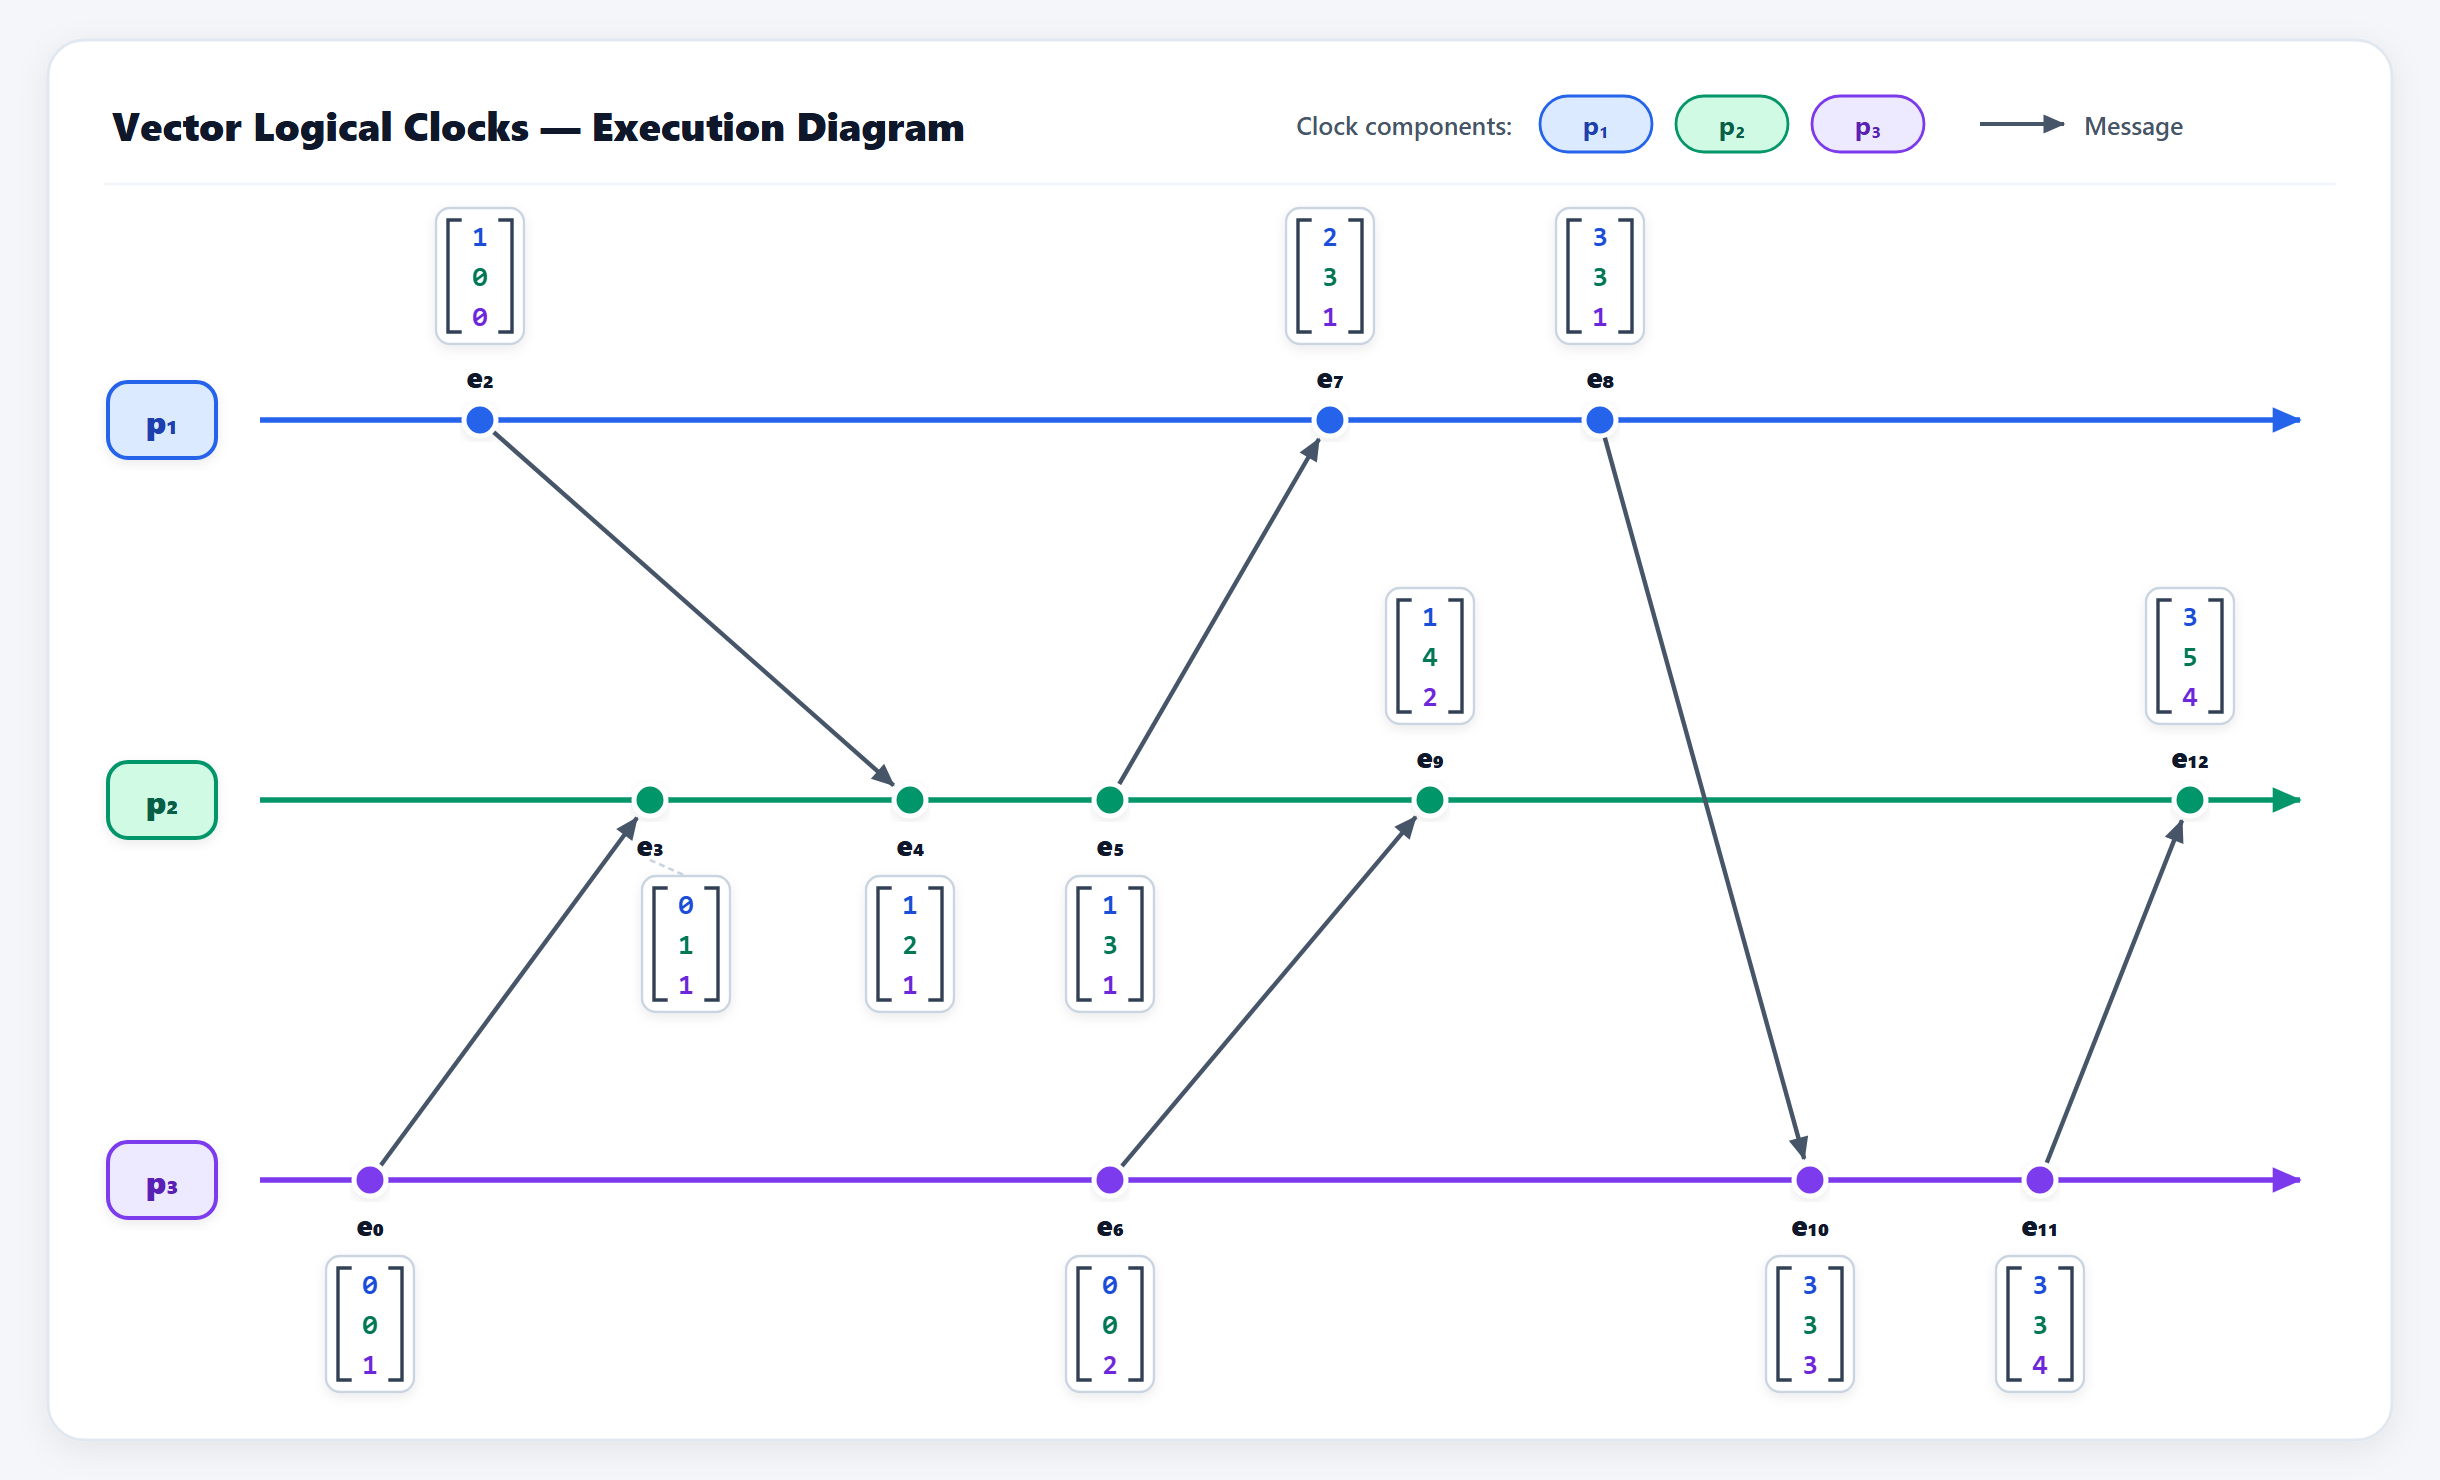 Vector Logical Clocks — Execution Diagram
Clock components: p₁ p₂ p₃ Message
1
0
0
e₂
2
3
1
e₇
3
3
1
e₈
p₁
1
4
2
e₉
3
5
4
e₁₂
p₂
e₃
0
1
1
e₄
1
2
1
e₅
1
3
1
p₃
e₀
0
0
1
e₆
0
0
2
e₁₀
3
3
3
e₁₁
3
3
4